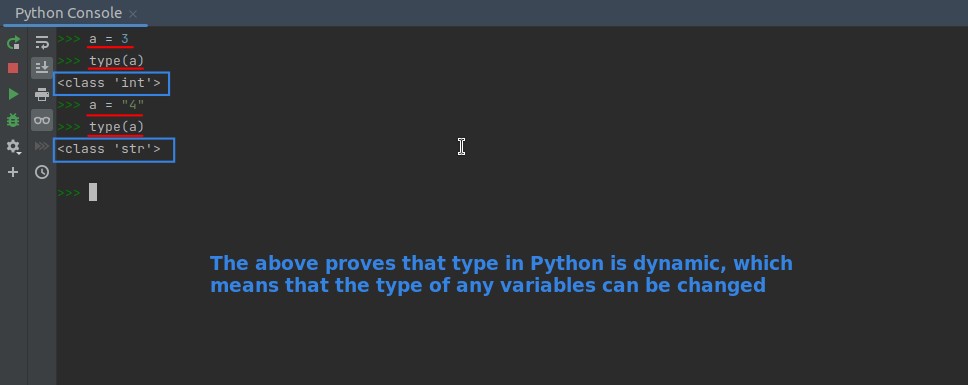 Python Console ×
>>> a = 3
>>> type(a)
<class 'int'>
>>> a = "4"
>>> type(a)
<class 'str'>
>>>
The above proves that type in Python is dynamic, which
means that the type of any variables can be changed